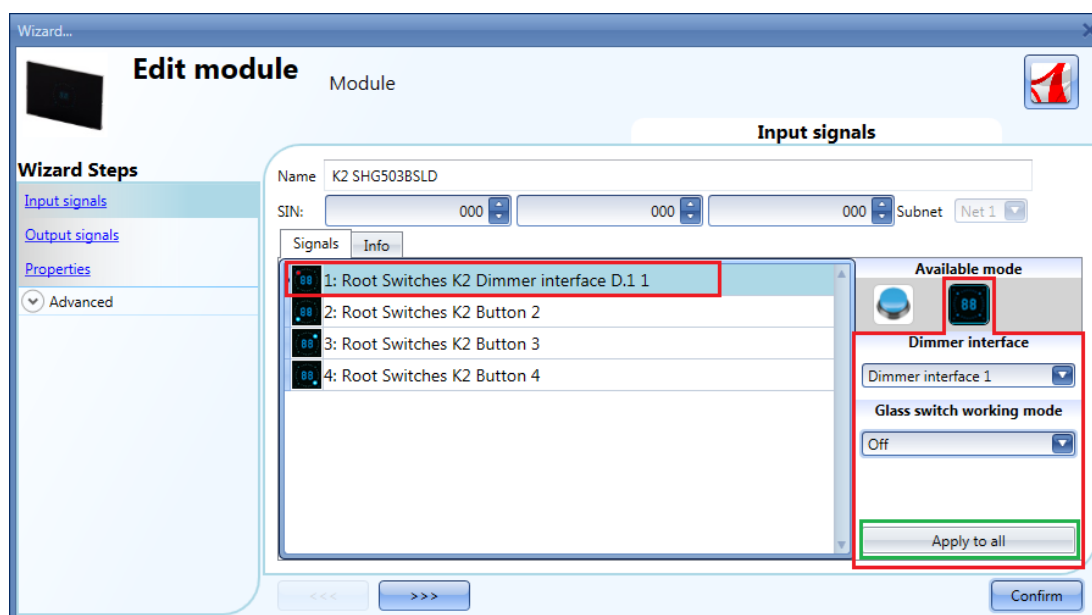 Wizard...
Edit module
Module
Input signals
Wizard Steps
Input signals
Output signals
Properties
Advanced
Name K2 SHG503BSLD
SIN: 000 000 000 Subnet Net 1
Signals Info
1: Root Switches K2 Dimmer interface D.1 1
2: Root Switches K2 Button 2
3: Root Switches K2 Button 3
4: Root Switches K2 Button 4
Available mode
88
Dimmer interface
Dimmer interface 1
Glass switch working mode
Off
Apply to all
<<< >>> Confirm